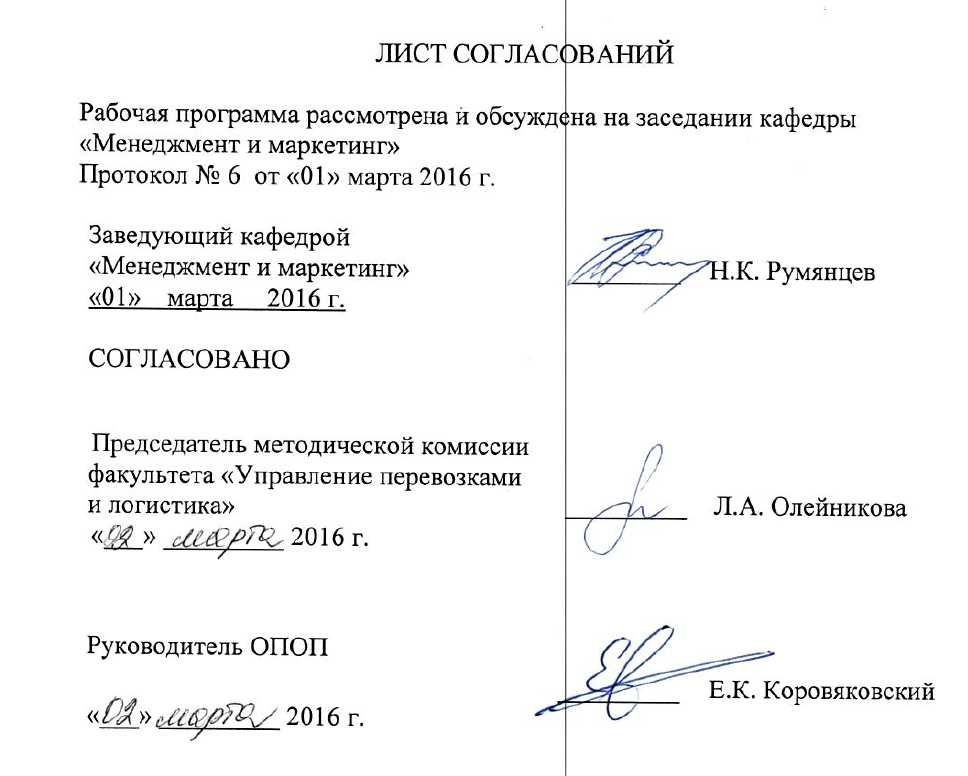 ЛИСТ СОГЛАСОВАНИЙ
Рабочая программа рассмотрена и обсуждена на заседании кафедры
«Менеджмент и маркетинг»
Протокол № 6 от «01» марта 2016 г.
Заведующий кафедрой
«Менеджмент и маркетинг»
«01» марта 2016 г.
Н.К. Румянцев
СОГЛАСОВАНО
Председатель методической комиссии
факультета «Управление перевозками
и логистика»
Л.А. Олейникова
«02» марта 2016 г.
Руководитель ОПОП
Е.К. Коровяковский
«02» марта 2016 г.